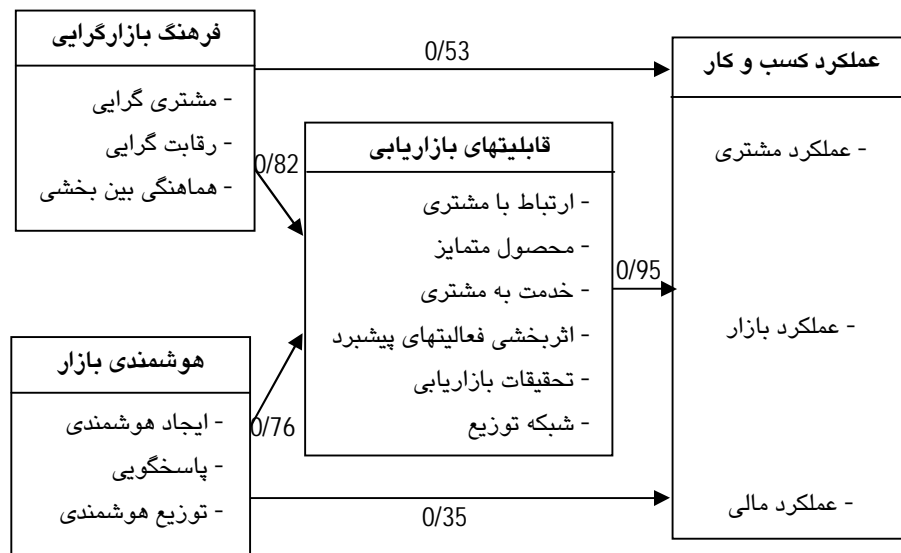 فرهنگ بازارگرایی
- مشتری گرایی
- رقابت گرایی
- هماهنگی بین بخشی
0/53
0/82
عملکرد کسب و کار
- عملکرد مشتری
- عملکرد بازار
- عملکرد مالی
قابلیتهای بازاریابی
- ارتباط با مشتری
- محصول متمایز
- خدمت به مشتری
- اثربخشی فعالیتهای پیشبرد
- تحقیقات بازاریابی
- شبکه توزیع
0/95
هوشمندی بازار
- ایجاد هوشمندی
- پاسخگویی
- توزیع هوشمندی
0/76
0/35